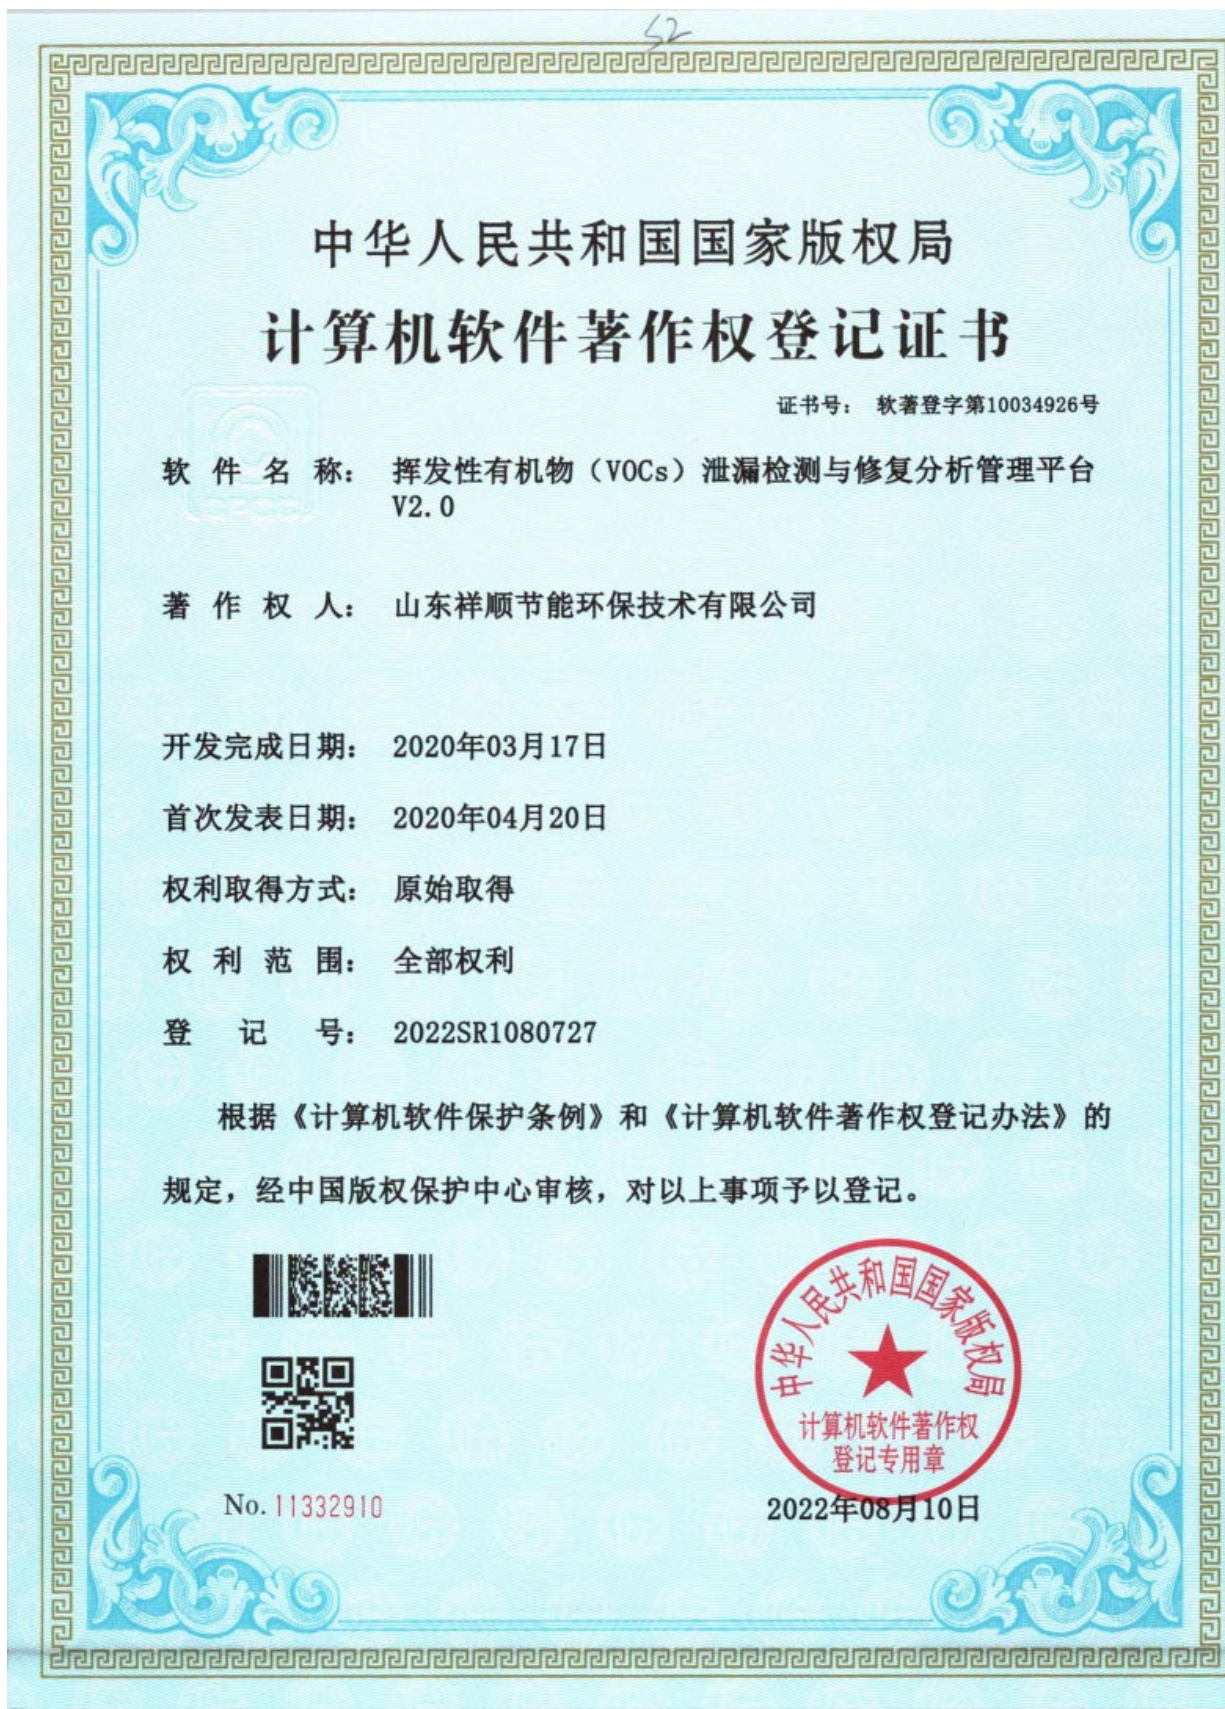 52
中华人民共和国国家版权局
计算机软件著作权登记证书
证书号： 软著登字第10034926号
软件名称： 挥发性有机物（VOCs）泄漏检测与修复分析管理平台
V2.0
著作权人： 山东祥顺节能环保技术有限公司
开发完成日期： 2020年03月17日
首次发表日期： 2020年04月20日
权利取得方式： 原始取得
权利范围： 全部权利
登记号： 2022SR1080727
根据《计算机软件保护条例》和《计算机软件著作权登记办法》的
规定，经中国版权保护中心审核，对以上事项予以登记。
中华人民共和国国家版权局
计算机软件著作权
登记专用章
No. 11332910
2022年08月10日
CPCC